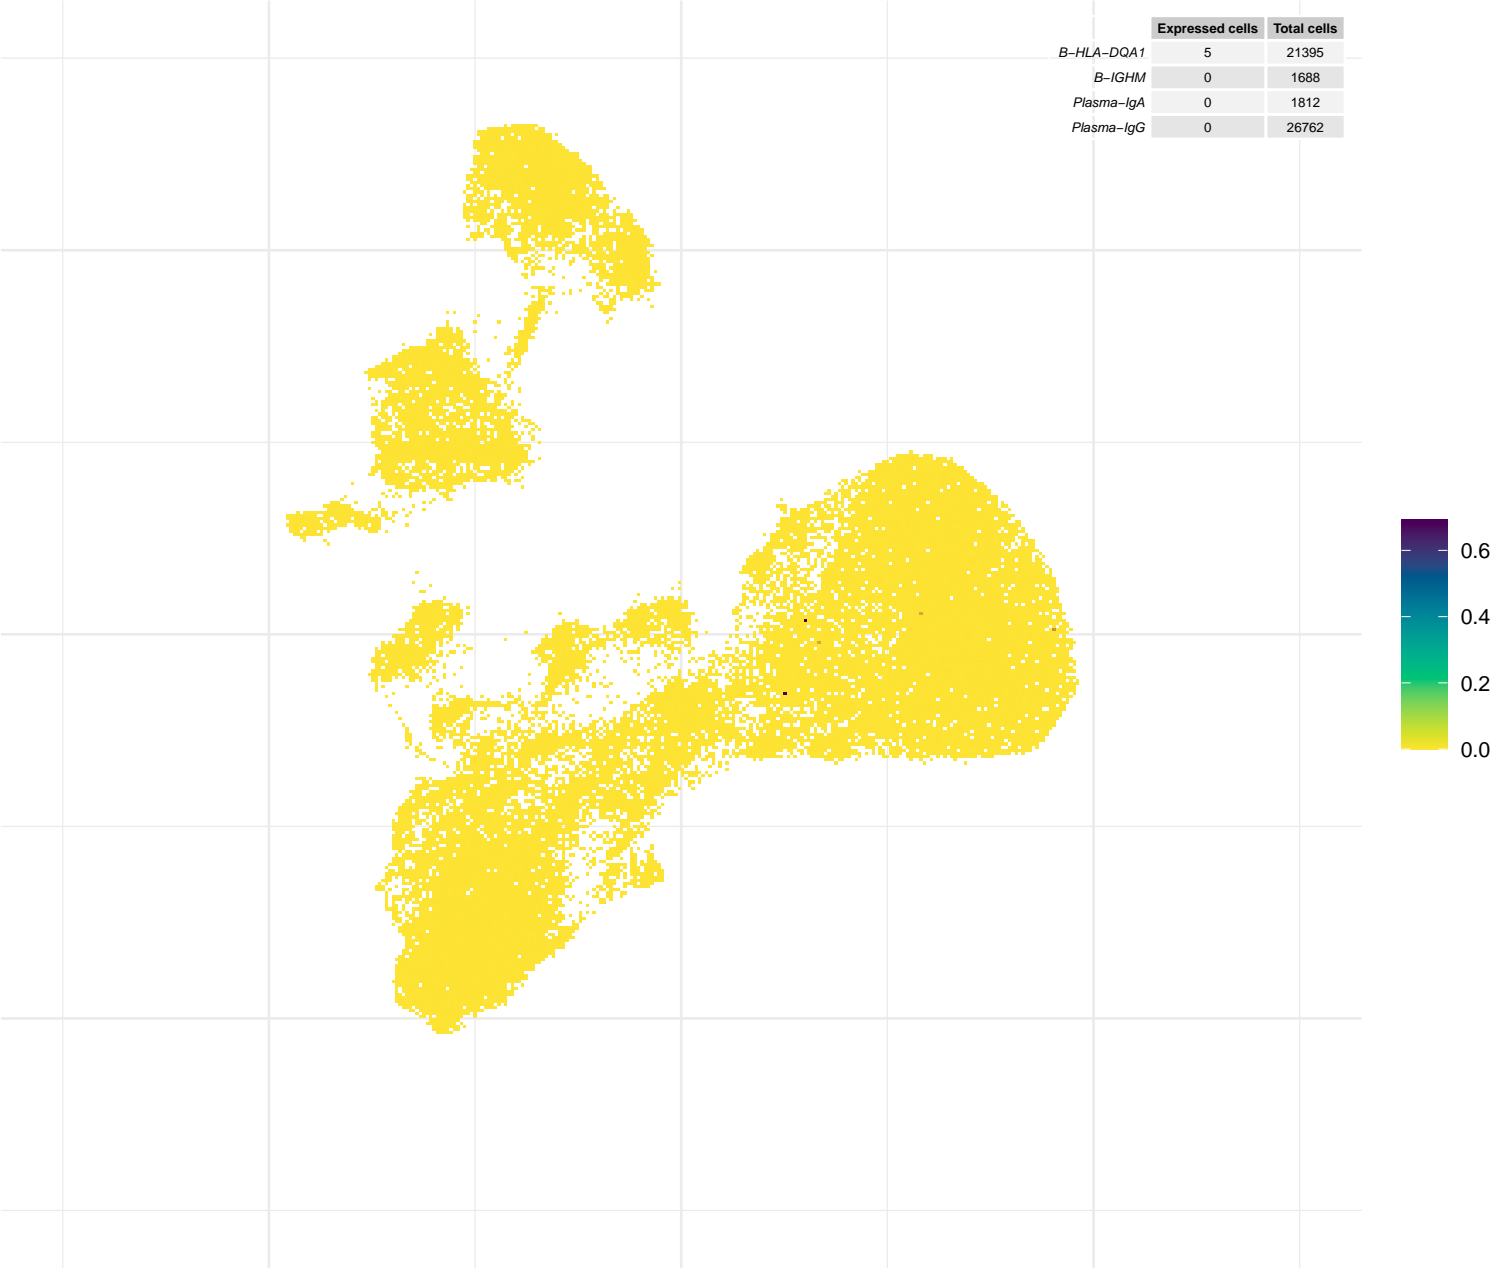 Expressed cells Total cells
B−HLA−DQA1 5 21395
B−IGHM 0 1688
Plasma−IgA 0 1812
Plasma−IgG 0 26762
0.6
0.4
0.2
0.0